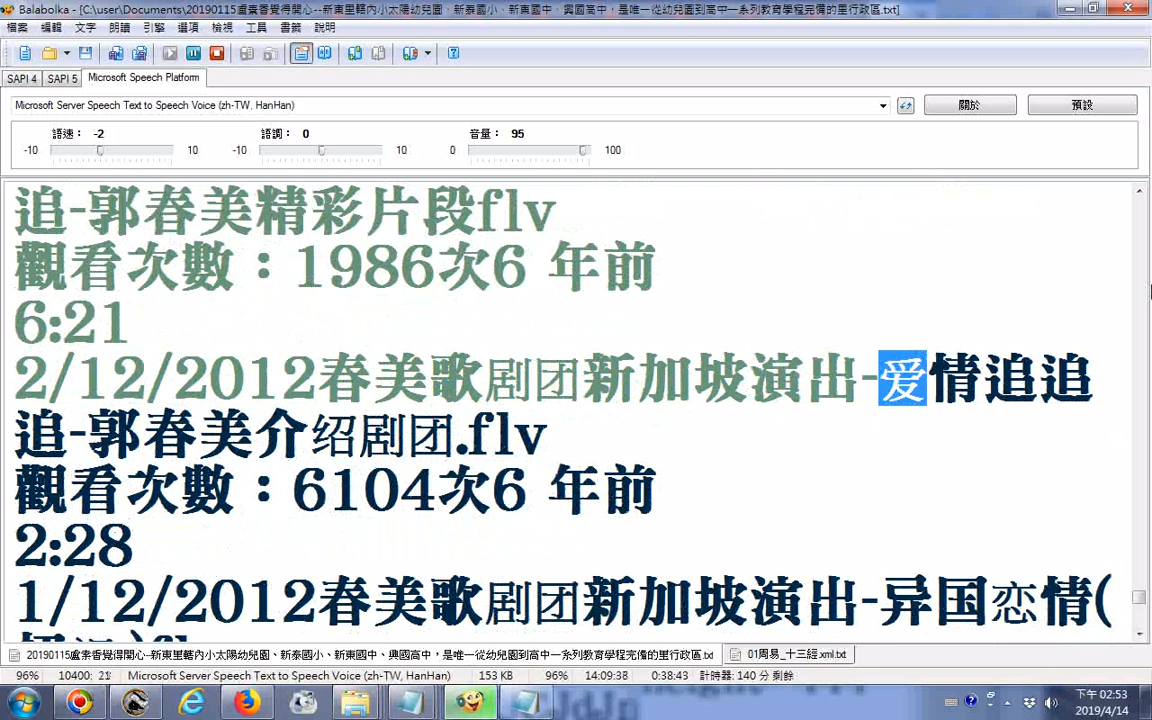 Balabolka - [C:\user\Documents\20190115盧素香覺得開心--新東里轄內小太陽幼兒園、新泰國小、新東國中、興國高中，是唯一從幼兒園到高中一系列教育學程完備的里行政區.txt]
檔案 編輯 文字 朗讀 引擎 選項 檢視 工具 書籤 說明
SAPI 4 SAPI 5 Microsoft Speech Platform
Microsoft Server Speech Text to Speech Voice (zh-TW, HanHan) 關於 預設
語速： -2 語調： 0 音量： 95
-10 10 -10 10 0 100
追-郭春美精彩片段flv
觀看次數：1986次6 年前
6:21
2/12/2012春美歌剧团新加坡演出-爱情追追
追-郭春美介绍剧团.flv
觀看次數：6104次6 年前
2:28
1/12/2012春美歌剧团新加坡演出-异国恋情(
20190115盧素香覺得開心--新東里轄內小太陽幼兒園、新泰國小、新東國中、興國高中，是唯一從幼兒園到高中一系列教育學程完備的里行政區.txt 01周易_十三經.xml.txt
96% Microsoft Server Speech Text to Speech Voice (zh-TW, HanHan) 153 KB 96% 14:09:38 0:38:43 計時器: 140 分 剩餘
下午 02:53
2019/4/14